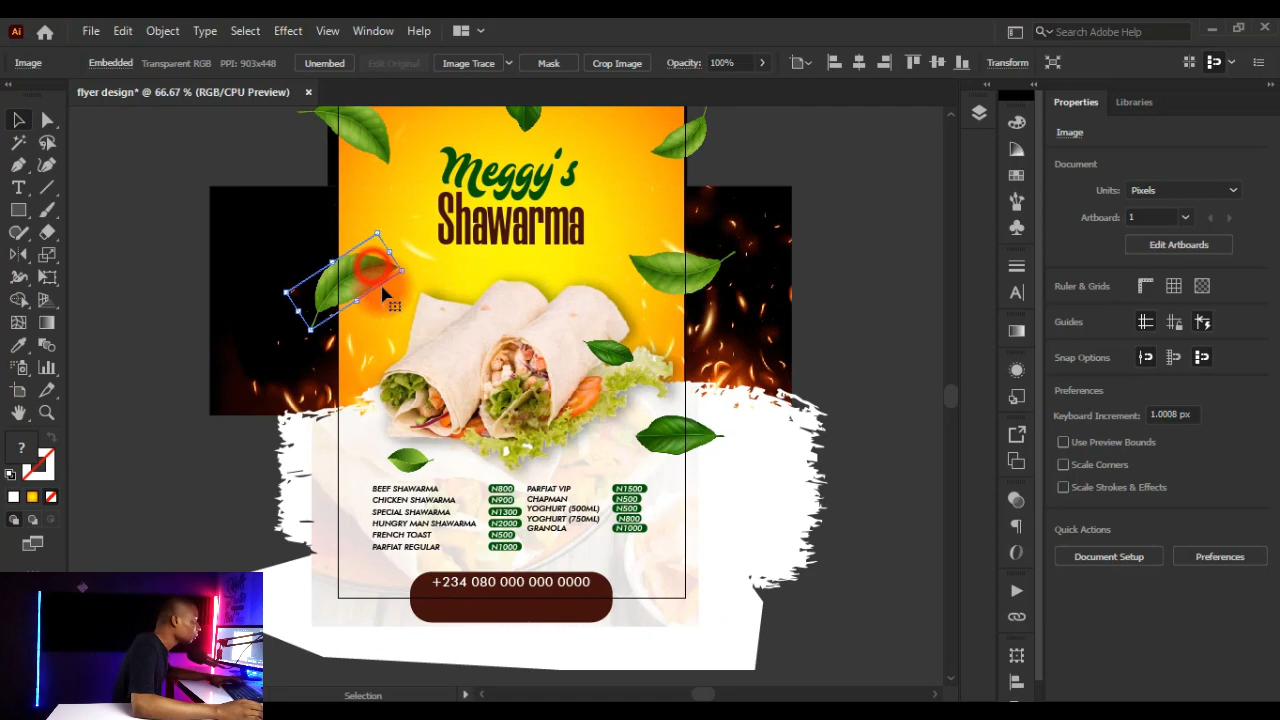 Ai
File Edit Object Type Select Effect View Window Help
Search Adobe Help
Image Embedded Transparent RGB PPI: 903x448 Unembed Edit Original Image Trace Mask Crop Image Opacity: 100% Transform
flyer design* @ 66.67 % (RGB/CPU Preview)
Properties Libraries
Image
Document
Units: Pixels
Artboard: 1
Edit Artboards
Ruler & Grids
Guides
Snap Options
Preferences
Keyboard Increment: 1.0008 px
Use Preview Bounds
Scale Corners
Scale Strokes & Effects
Quick Actions
Document Setup Preferences
Meggy's
Shawarma
BEEF SHAWARMA N800
CHICKEN SHAWARMA N900
SPECIAL SHAWARMA N1300
HUNGRY MAN SHAWARMA N2000
FRENCH TOAST N500
PARFIAT REGULAR N1000
PARFIAT VIP N1500
CHAPMAN N500
YOGHURT (500ML) N500
YOGHURT (750ML) N800
GRANOLA N1000
+234 080 000 000 0000
Selection